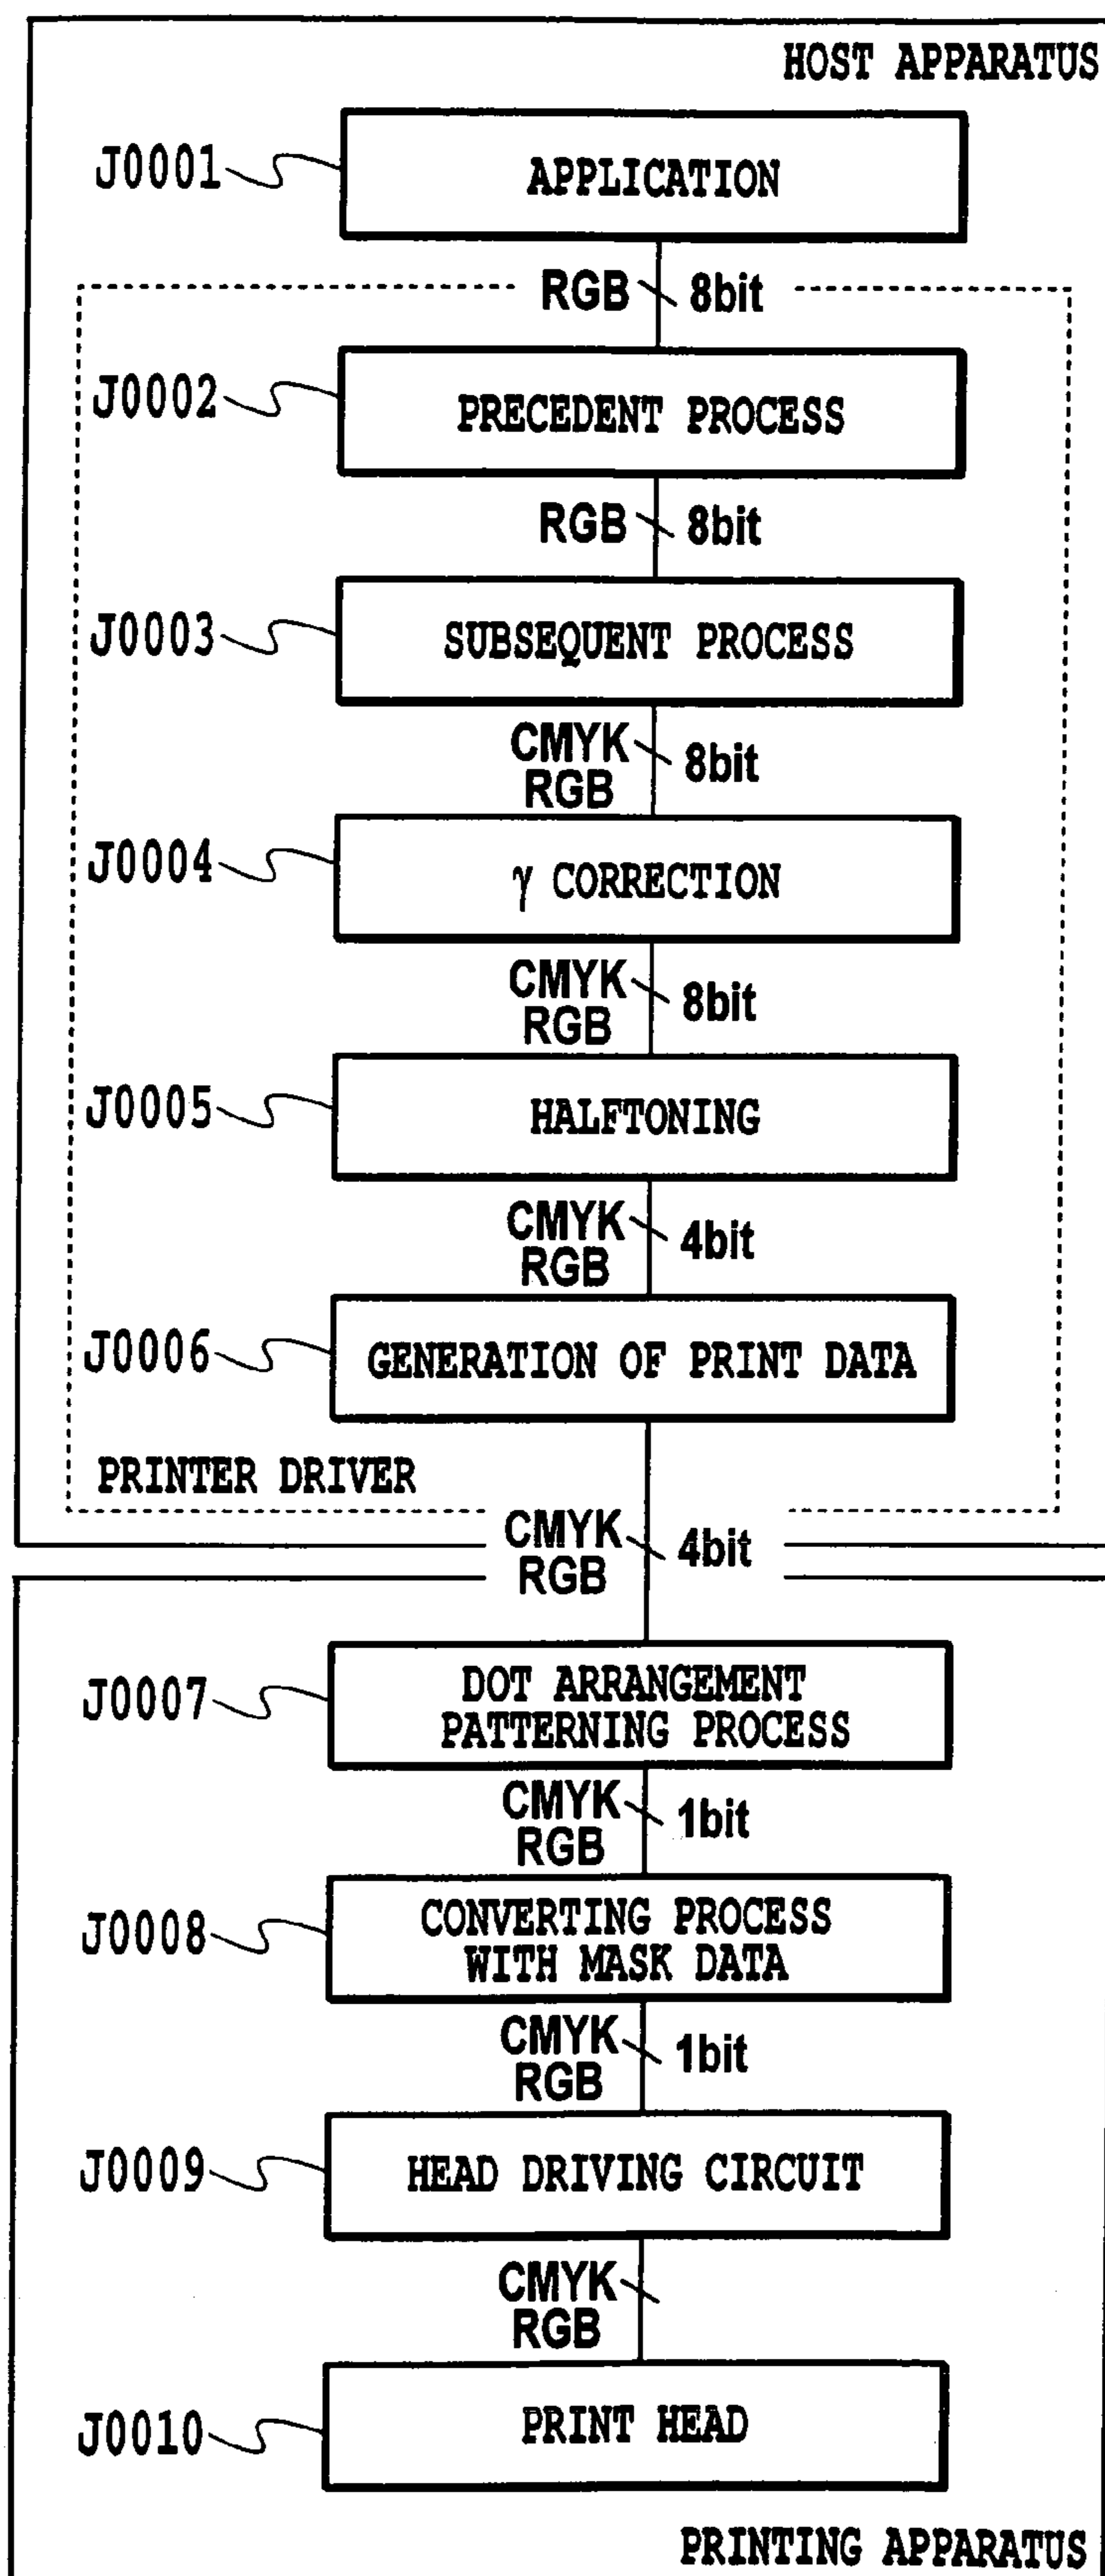 HOST APPARATUS
J0001
APPLICATION
RGB 8bit
J0002
PRECEDENT PROCESS
RGB 8bit
J0003
SUBSEQUENT PROCESS
CMYK
RGB
8bit
J0004
γ CORRECTION
CMYK
RGB
8bit
J0005
HALFTONING
CMYK
RGB
4bit
J0006
GENERATION OF PRINT DATA
PRINTER DRIVER
CMYK
RGB
4bit
J0007
DOT ARRANGEMENT
PATTERNING PROCESS
CMYK
RGB
1bit
J0008
CONVERTING PROCESS
WITH MASK DATA
CMYK
RGB
1bit
J0009
HEAD DRIVING CIRCUIT
CMYK
RGB
J0010
PRINT HEAD
PRINTING APPARATUS